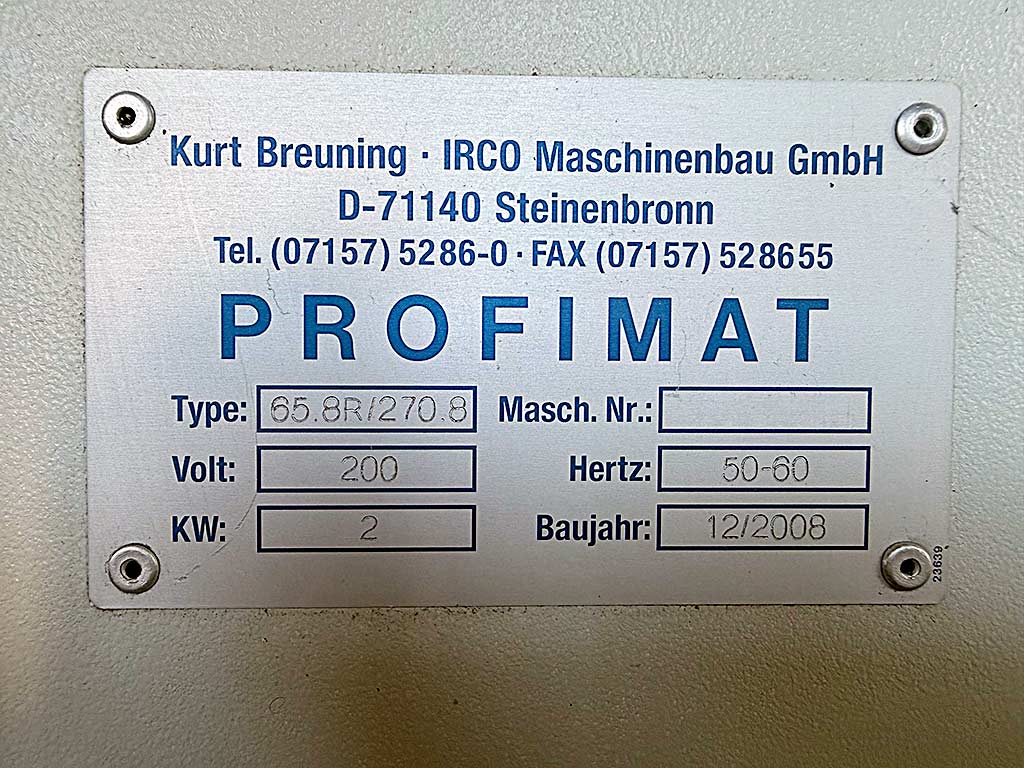 Kurt Breuning · IRCO Maschinenbau GmbH
D-71140 Steinenbronn
Tel. (07157) 5286-0 · FAX (07157) 528655
PROFIMAT
Type: 65.8R/270.8 Masch. Nr.:
Volt: 200 Hertz: 50-60
KW: 2 Baujahr: 12/2008
23639